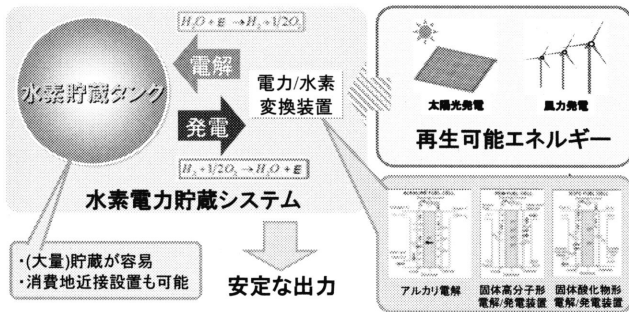 H₂O + E → H₂ + 1/2O₂
電解
水素貯蔵タンク
電力/水素
変換装置
発電
H₂ + 1/2O₂ → H₂O + E
水素電力貯蔵システム
太陽光発電
風力発電
再生可能エネルギー
・(大量)貯蔵が容易
・消費地近接設置も可能
安定な出力
アルカリ電解
固体高分子形
電解/発電装置
固体酸化物形
電解/発電装置